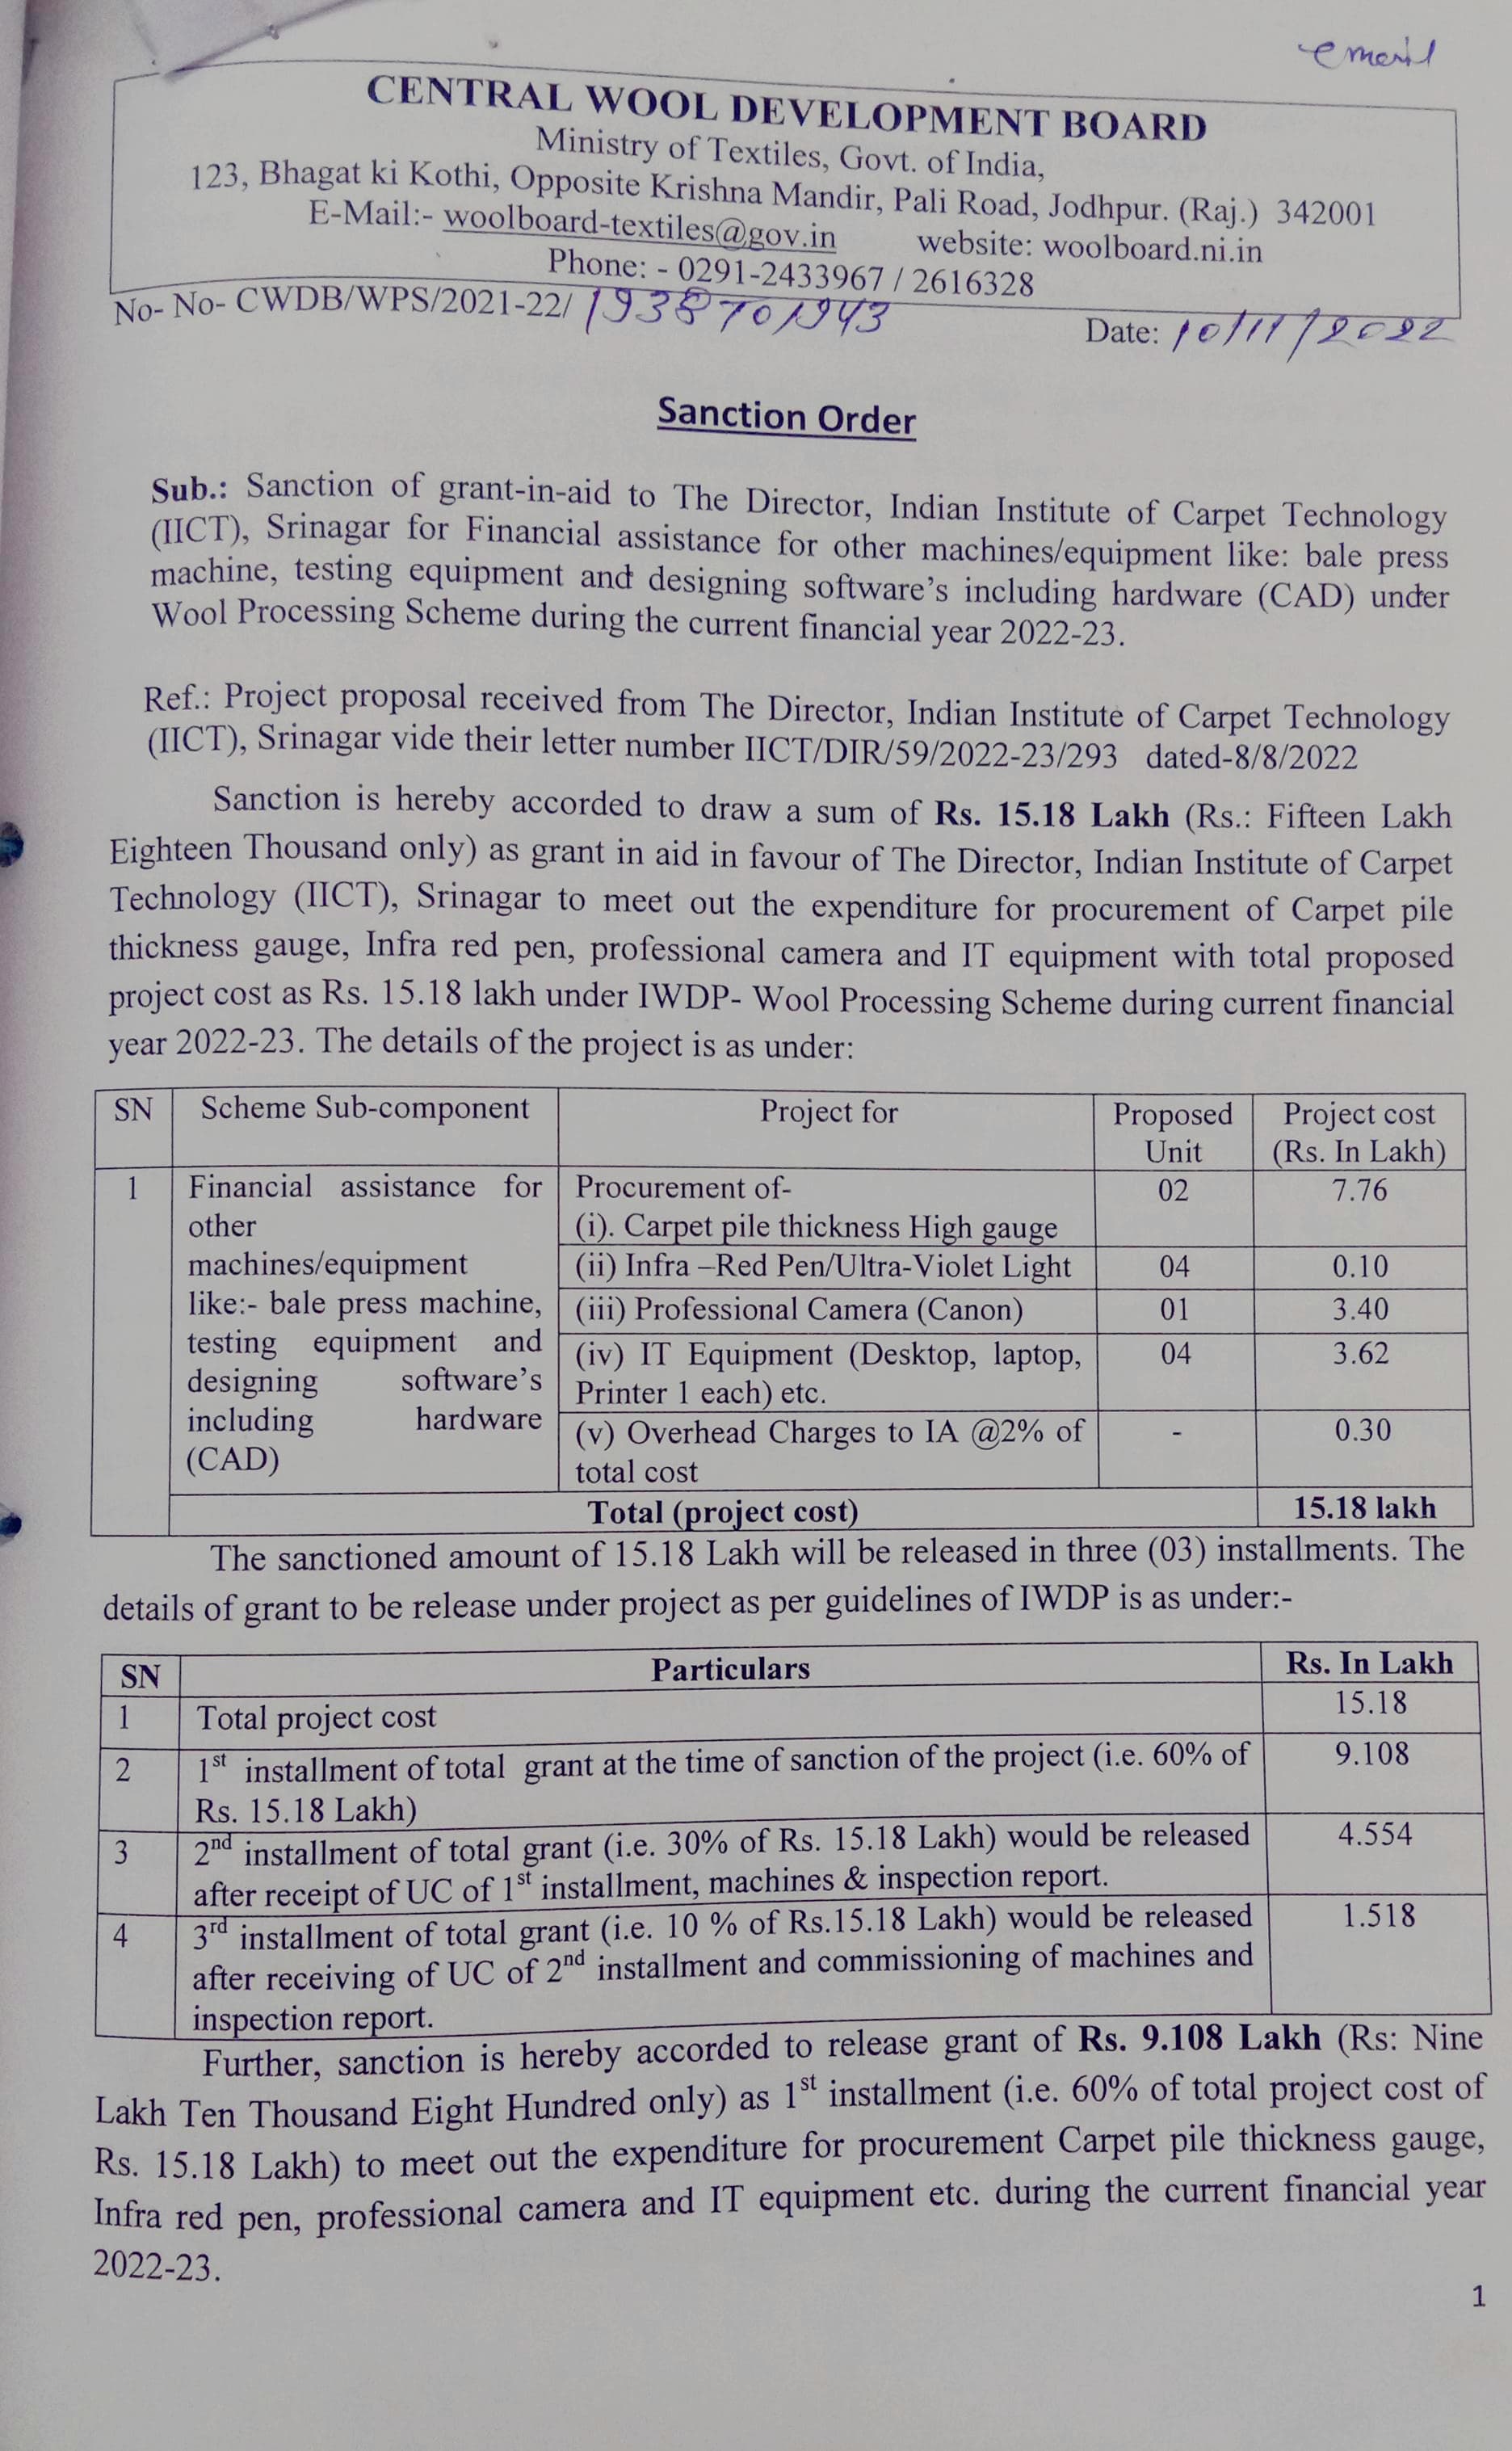 email
CENTRAL WOOL DEVELOPMENT BOARD
Ministry of Textiles, Govt. of India,
123, Bhagat ki Kothi, Opposite Krishna Mandir, Pali Road, Jodhpur. (Raj.) 342001
E-Mail:- woolboard-textiles@gov.in website: woolboard.ni.in
Phone: - 0291-2433967 / 2616328
No- No- CWDB/WPS/2021-22/ 1938 To 1943
Date: 10/11/2022
Sanction Order
Sub.: Sanction of grant-in-aid to The Director, Indian Institute of Carpet Technology
(IICT), Srinagar for Financial assistance for other machines/equipment like: bale press
machine, testing equipment and designing software's including hardware (CAD) under
Wool Processing Scheme during the current financial year 2022-23.
Ref.: Project proposal received from The Director, Indian Institute of Carpet Technology
(IICT), Srinagar vide their letter number IICT/DIR/59/2022-23/293 dated-8/8/2022
Sanction is hereby accorded to draw a sum of Rs. 15.18 Lakh (Rs.: Fifteen Lakh
Eighteen Thousand only) as grant in aid in favour of The Director, Indian Institute of Carpet
Technology (IICT), Srinagar to meet out the expenditure for procurement of Carpet pile
thickness gauge, Infra red pen, professional camera and IT equipment with total proposed
project cost as Rs. 15.18 lakh under IWDP- Wool Processing Scheme during current financial
year 2022-23. The details of the project is as under:
SN Scheme Sub-component Project for Proposed Unit Project cost (Rs. In Lakh)
1 Financial assistance for other machines/equipment like:- bale press machine, testing equipment and designing software's including hardware (CAD)
Procurement of-
(i). Carpet pile thickness High gauge 02 7.76
(ii) Infra –Red Pen/Ultra-Violet Light 04 0.10
(iii) Professional Camera (Canon) 01 3.40
(iv) IT Equipment (Desktop, laptop, 04 3.62
Printer 1 each) etc.
(v) Overhead Charges to IA @2% of - 0.30
total cost
Total (project cost) 15.18 lakh
The sanctioned amount of 15.18 Lakh will be released in three (03) installments. The
details of grant to be release under project as per guidelines of IWDP is as under:-
SN Particulars Rs. In Lakh
1 Total project cost 15.18
2 1st installment of total grant at the time of sanction of the project (i.e. 60% of 9.108
Rs. 15.18 Lakh)
3 2nd installment of total grant (i.e. 30% of Rs. 15.18 Lakh) would be released 4.554
after receipt of UC of 1st installment, machines & inspection report.
4 3rd installment of total grant (i.e. 10 % of Rs.15.18 Lakh) would be released 1.518
after receiving of UC of 2nd installment and commissioning of machines and
inspection report.
Further, sanction is hereby accorded to release grant of Rs. 9.108 Lakh (Rs: Nine
Lakh Ten Thousand Eight Hundred only) as 1st installment (i.e. 60% of total project cost of
Rs. 15.18 Lakh) to meet out the expenditure for procurement Carpet pile thickness gauge,
Infra red pen, professional camera and IT equipment etc. during the current financial year
2022-23.
1